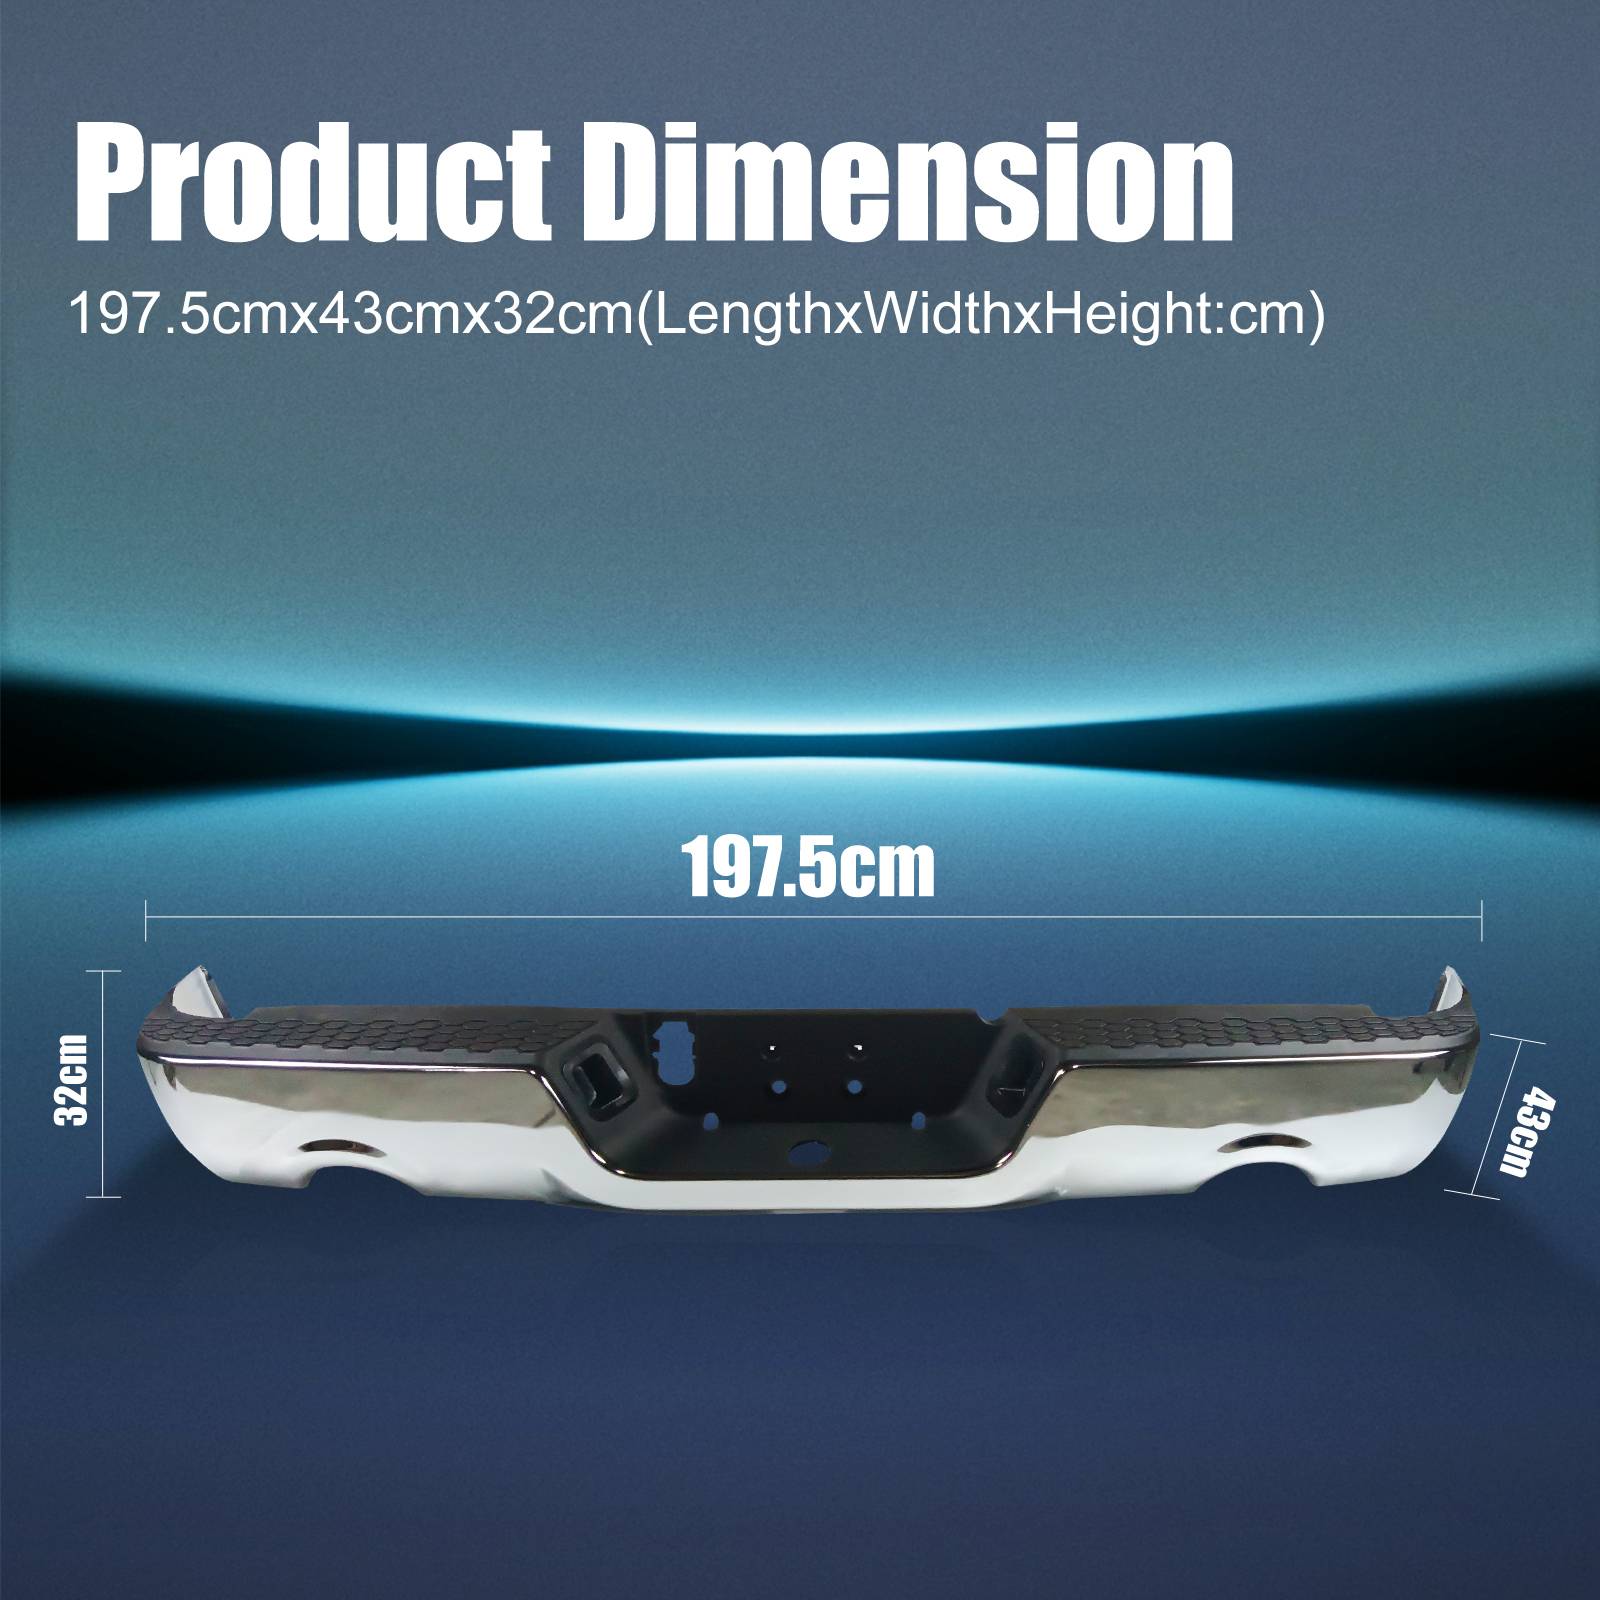 Product Dimension
197.5cmx43cmx32cm(LengthxWidthxHeight:cm)
197.5cm
32cm
43cm